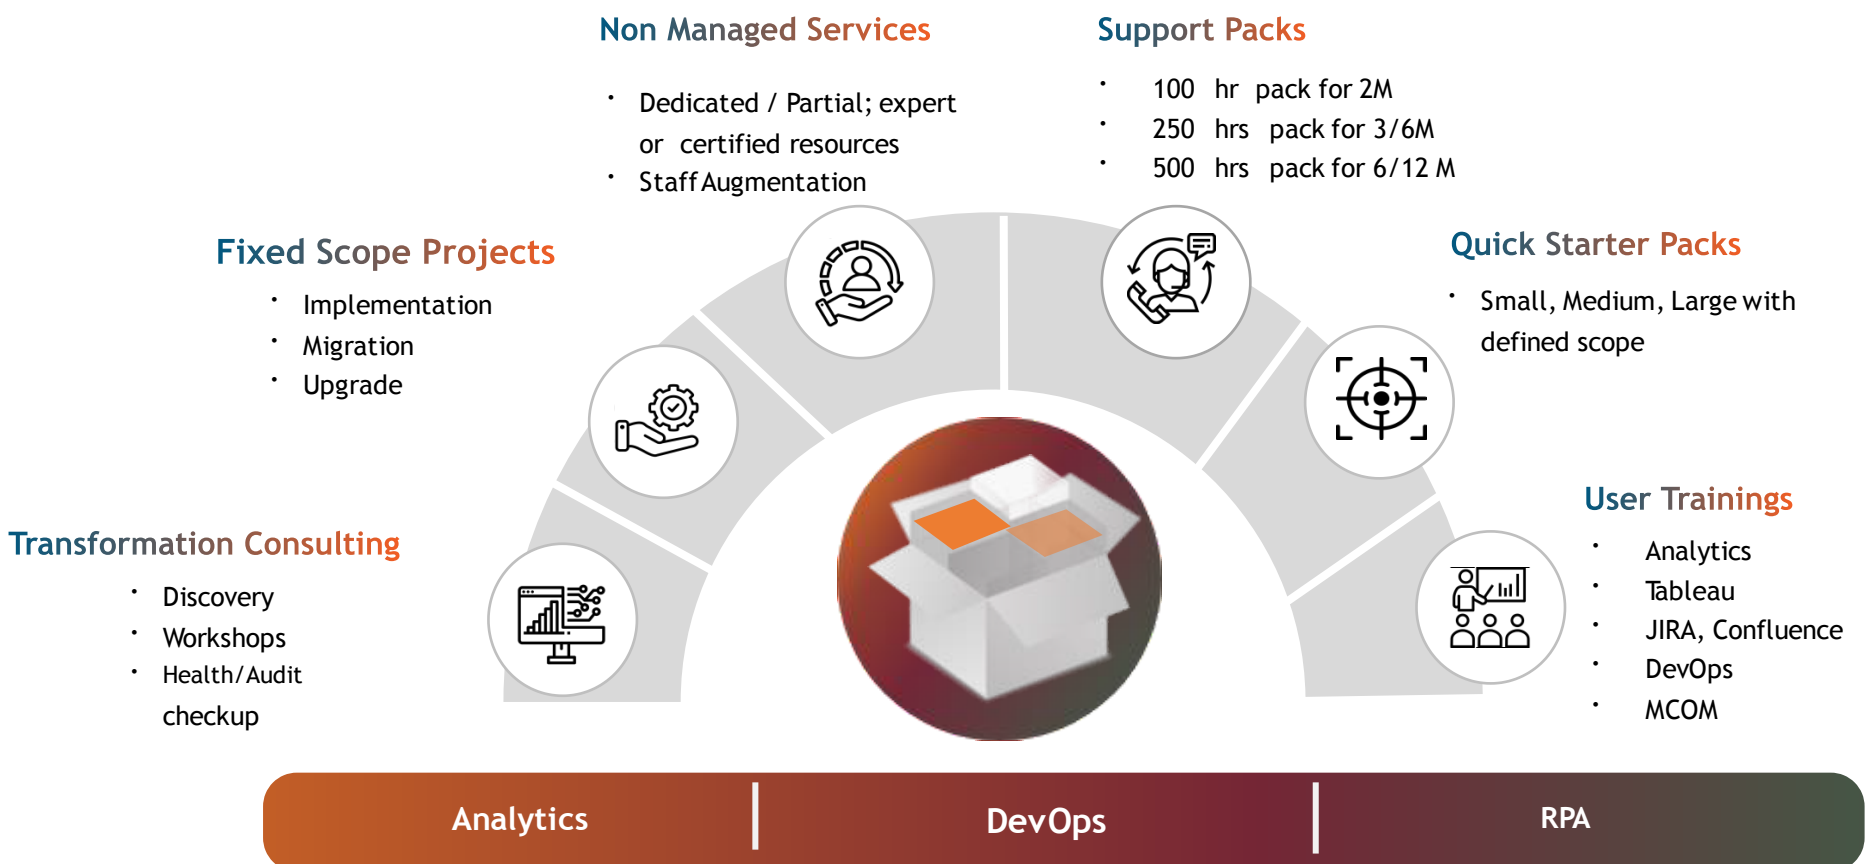 Non Managed Services
· Dedicated / Partial; expert
or certified resources
· Staff Augmentation
Support Packs
· 100 hr pack for 2M
· 250 hrs pack for 3/6M
· 500 hrs pack for 6/12 M
Fixed Scope Projects
· Implementation
· Migration
· Upgrade
Quick Starter Packs
· Small, Medium, Large with
defined scope
Transformation Consulting
· Discovery
· Workshops
· Health/Audit
checkup
User Trainings
· Analytics
· Tableau
· JIRA, Confluence
· DevOps
· MCOM
Analytics
DevOps
RPA